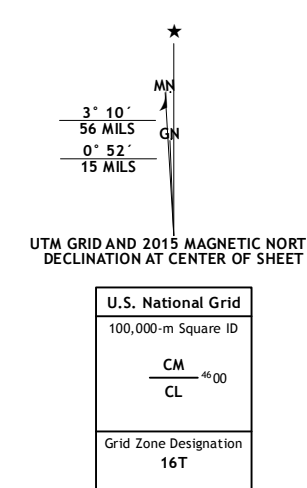 ★
MN
3° 10´
56 MILS
GN
0° 52´
15 MILS
UTM GRID AND 2015 MAGNETIC NORT
DECLINATION AT CENTER OF SHEET
U.S. National Grid
100,000-m Square ID
CM
4600
CL
Grid Zone Designation
16T